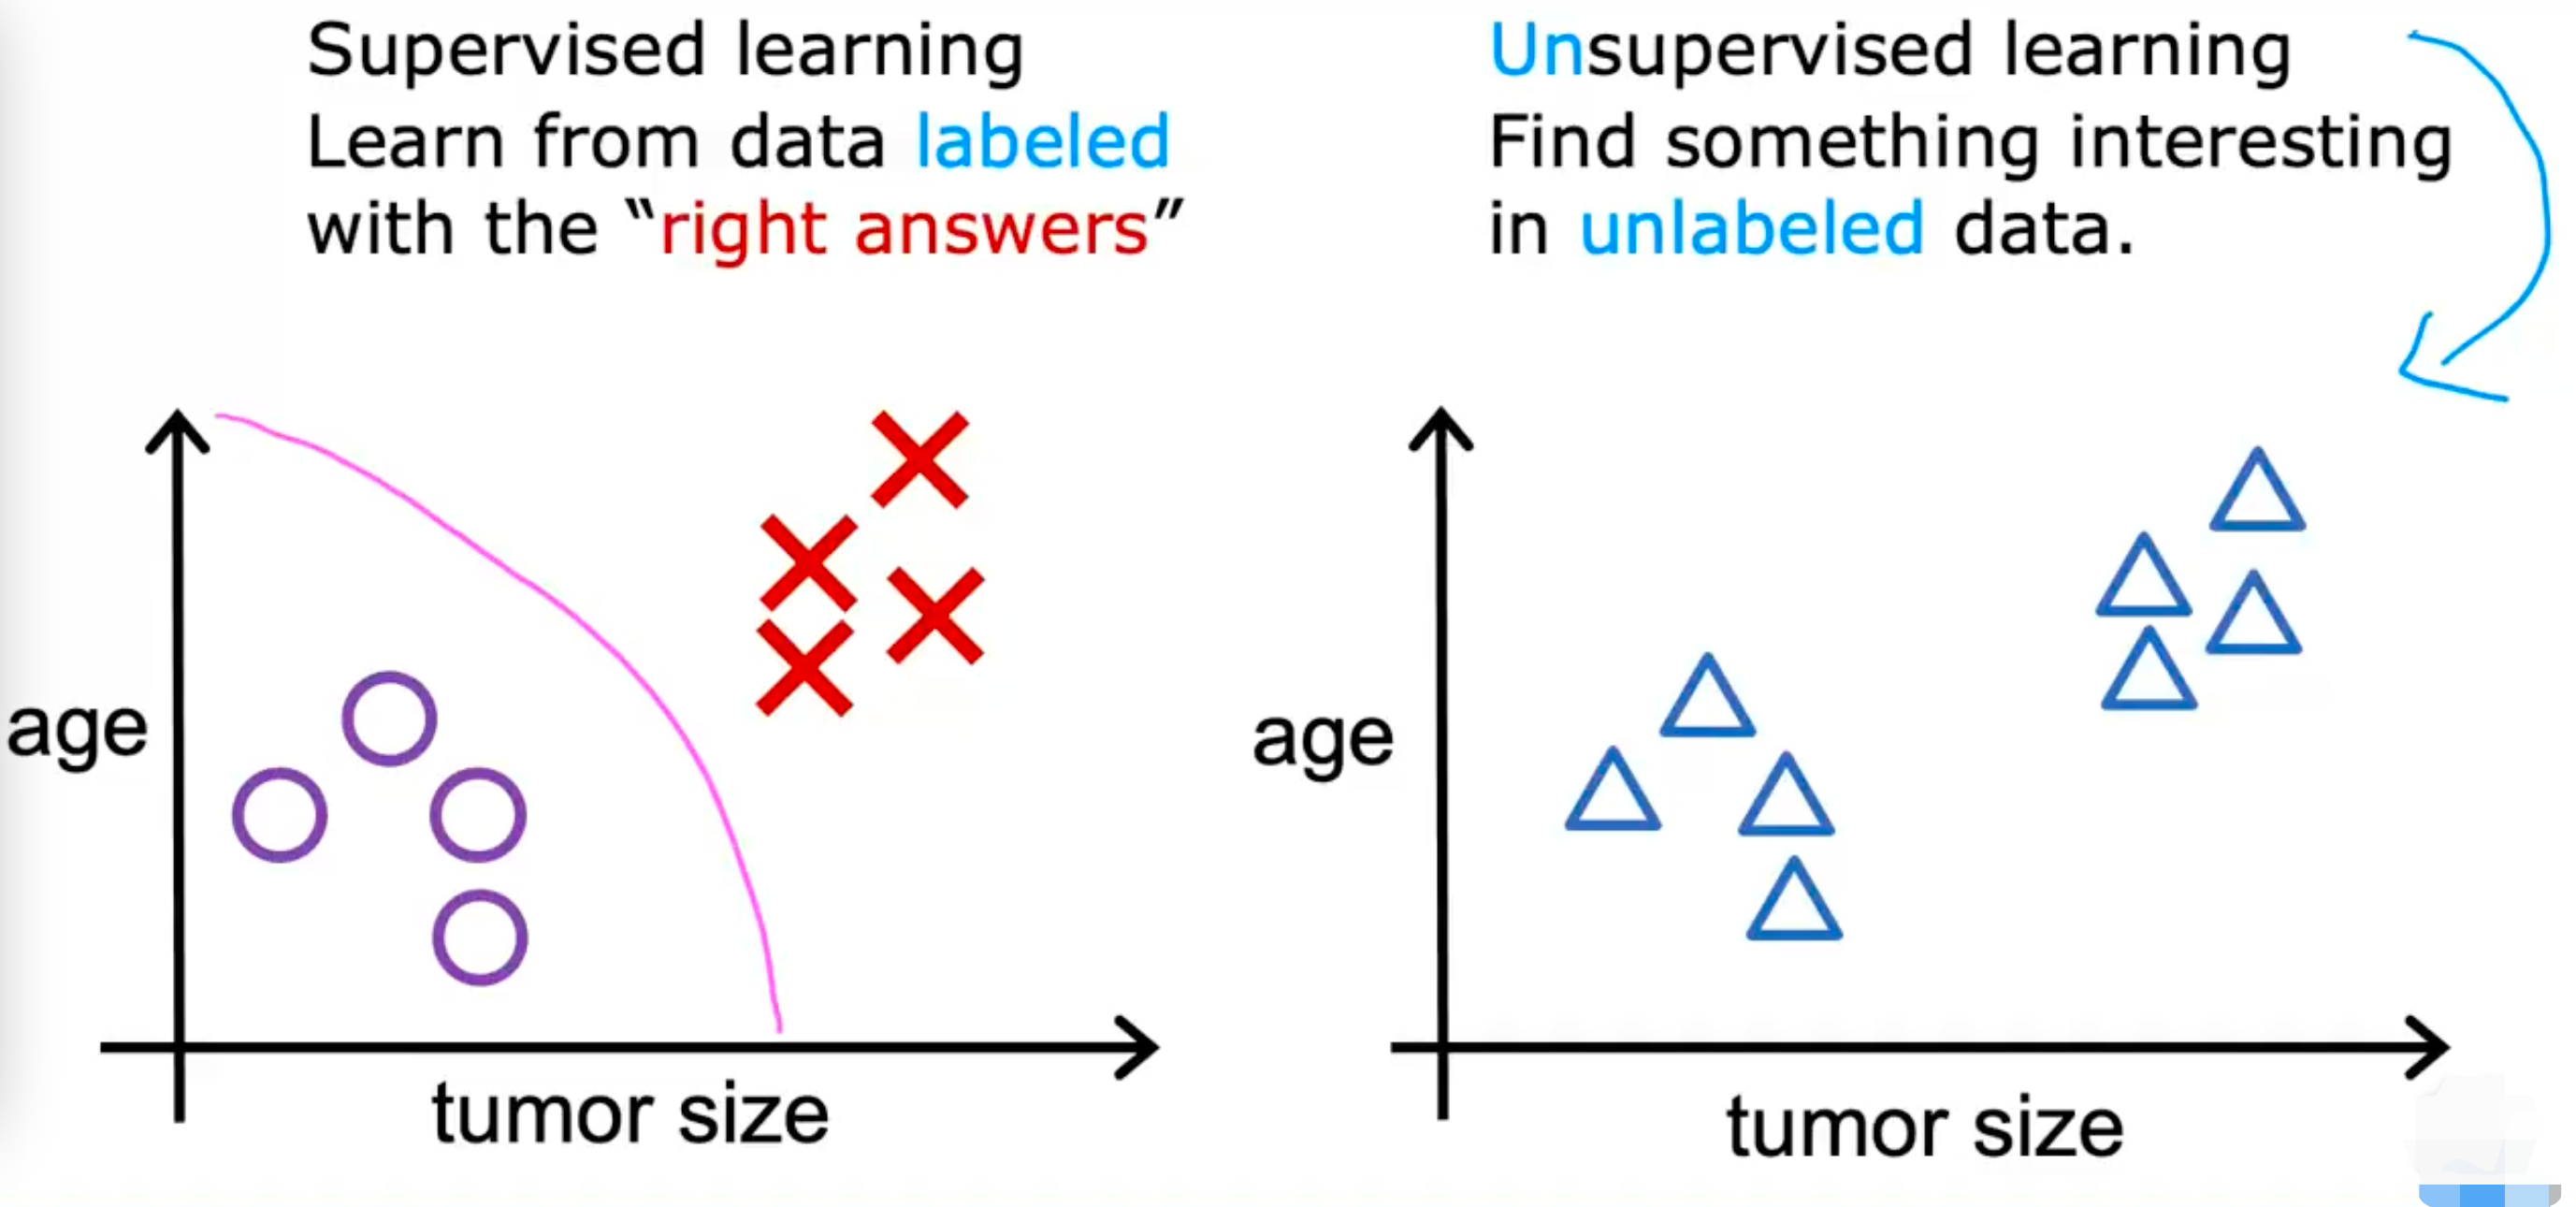 Supervised learning
Learn from data labeled
with the “right answers”
age
tumor size
Unsupervised learning
Find something interesting
in unlabeled data.
age
tumor size